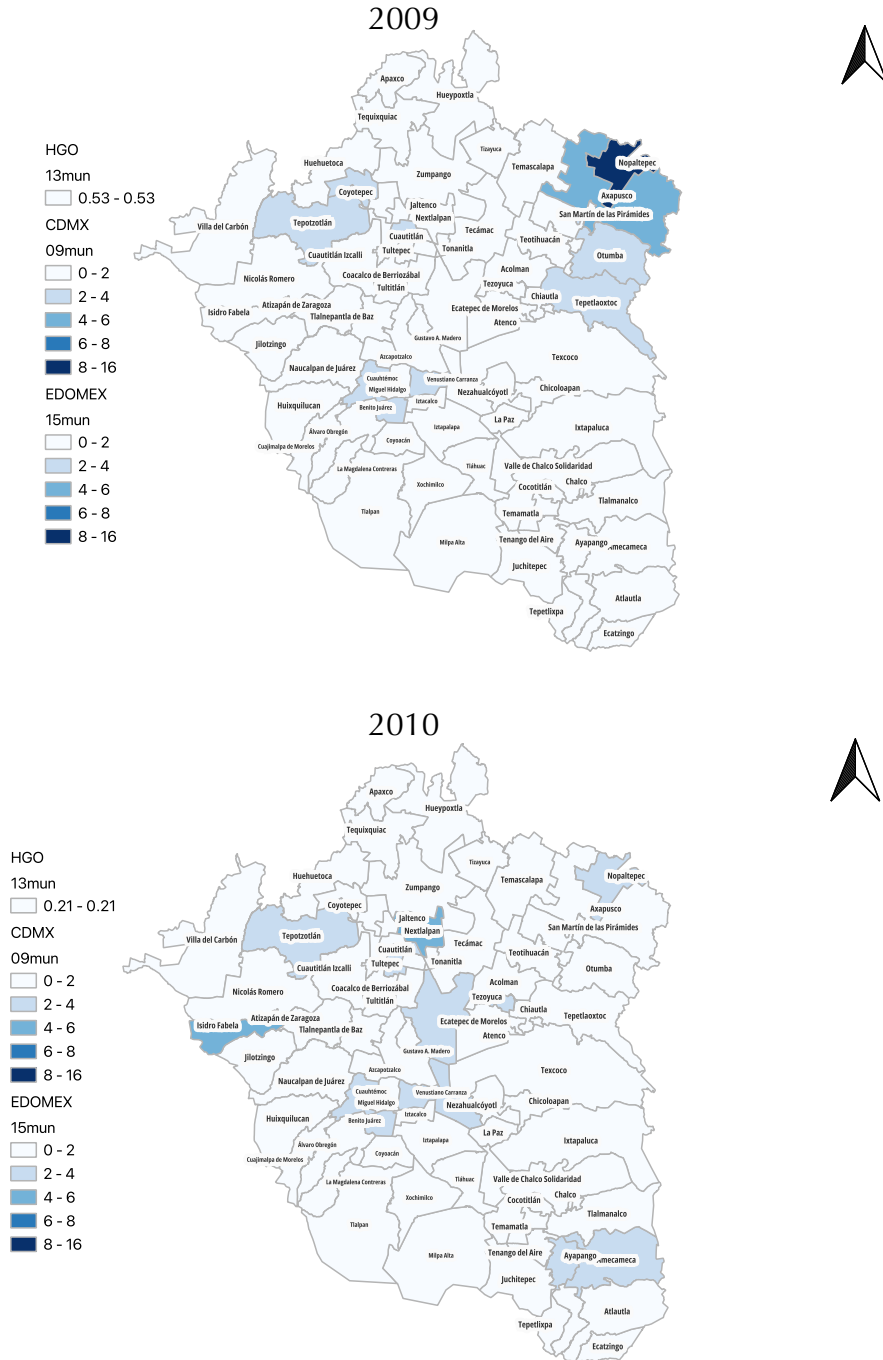 2009
HGO
13mun
0.53 - 0.53
CDMX
09mun
0 - 2
2 - 4
4 - 6
6 - 8
8 - 16
EDOMEX
15mun
0 - 2
2 - 4
4 - 6
6 - 8
8 - 16
Apaxco
Hueypoxtla
Tequixquiac
Tizayuca
Huehuetoca
Zumpango
Temascalapa
Nopaltepec
Coyotepec
Axapusco
Jaltenco
San Martín de las Pirámides
Nextlalpan
Villa del Carbón
Tepotzotlán
Tecámac
Cuautitlán
Teotihuacán
Tultepec
Tonanitla
Cuautitlán Izcalli
Otumba
Acolman
Coacalco de Berriozábal
Nicolás Romero
Tezoyuca
Tultitlán
Chiautla
Tepetlaoxtoc
Atizapán de Zaragoza
Ecatepec de Morelos
Isidro Fabela
Tlalnepantla de Baz
Atenco
Gustavo A. Madero
Jilotzingo
Azcapotzalco
Texcoco
Naucalpan de Juárez
Cuauhtémoc
Venustiano Carranza
Miguel Hidalgo
Chicoloapan
Nezahualcóyotl
Iztacalco
Huixquilucan
Benito Juárez
La Paz
Iztapalapa
Ixtapaluca
Álvaro Obregón
Coyoacán
Cuajimalpa de Morelos
Tláhuac
Valle de Chalco Solidaridad
La Magdalena Contreras
Chalco
Xochimilco
Cocotitlán
Tlalmanalco
Tlalpan
Temamatla
Tenango del Aire
Milpa Alta
Ayapango
mecameca
Juchitepec
Atlautla
Tepetlixpa
Ecatzingo
2010
HGO
13mun
0.21 - 0.21
CDMX
09mun
0 - 2
2 - 4
4 - 6
6 - 8
8 - 16
EDOMEX
15mun
0 - 2
2 - 4
4 - 6
6 - 8
8 - 16
Apaxco
Hueypoxtla
Tequixquiac
Tizayuca
Huehuetoca
Zumpango
Temascalapa
Nopaltepec
Coyotepec
Axapusco
Jaltenco
San Martín de las Pirámides
Nextlalpan
Villa del Carbón
Tepotzotlán
Tecámac
Cuautitlán
Teotihuacán
Tultepec
Tonanitla
Cuautitlán Izcalli
Otumba
Acolman
Coacalco de Berriozábal
Nicolás Romero
Tezoyuca
Tultitlán
Chiautla
Tepetlaoxtoc
Atizapán de Zaragoza
Ecatepec de Morelos
Isidro Fabela
Tlalnepantla de Baz
Atenco
Gustavo A. Madero
Jilotzingo
Azcapotzalco
Texcoco
Naucalpan de Juárez
Cuauhtémoc
Venustiano Carranza
Miguel Hidalgo
Chicoloapan
Nezahualcóyotl
Iztacalco
Huixquilucan
Benito Juárez
La Paz
Iztapalapa
Ixtapaluca
Álvaro Obregón
Coyoacán
Cuajimalpa de Morelos
Tláhuac
Valle de Chalco Solidaridad
La Magdalena Contreras
Chalco
Xochimilco
Cocotitlán
Tlalmanalco
Tlalpan
Temamatla
Tenango del Aire
Milpa Alta
Ayapango
mecameca
Juchitepec
Atlautla
Tepetlixpa
Ecatzingo